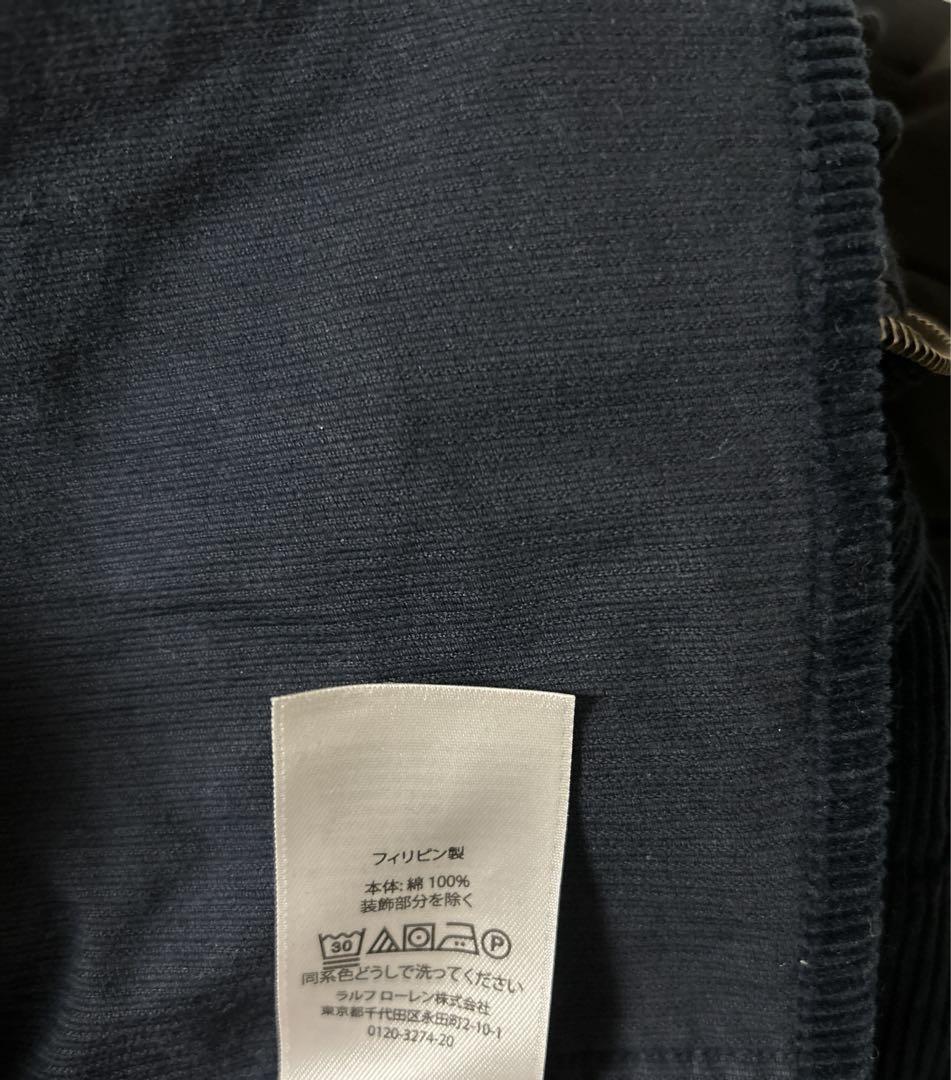 フィリピン製
本体: 綿 100%
装飾部分を除く
30 P
同系色どうしで洗ってください
ラルフ ローレン株式会社
東京都千代田区永田町2-10-1
0120-3274-20